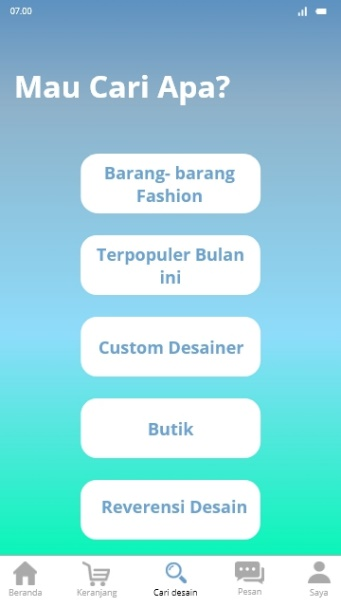 07.00
Mau Cari Apa?
Barang- barang
Fashion
Terpopuler Bulan
ini
Custom Desainer
Butik
Reverensi Desain
Beranda
Keranjang
Cari desain
Pesan
Saya